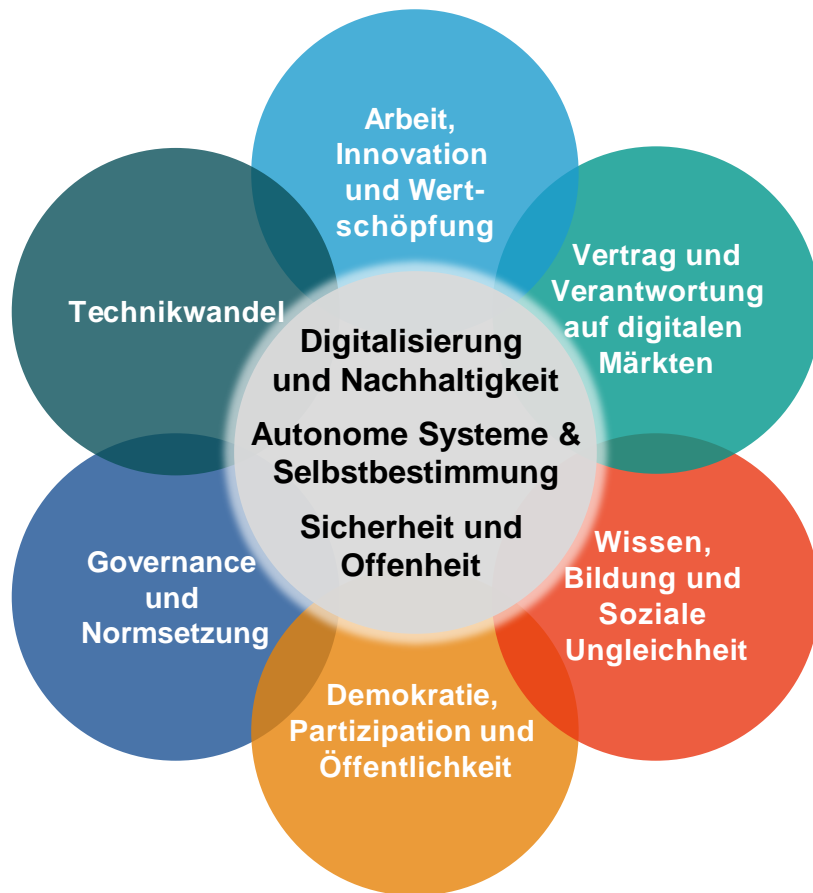 Arbeit,
Innovation
und Wert-
schöpfung
Vertrag und
Verantwortung
auf digitalen
Märkten
Technikwandel
Digitalisierung
und Nachhaltigkeit
Autonome Systeme &
Selbstbestimmung
Sicherheit und
Offenheit
Wissen,
Bildung und
Soziale
Ungleichheit
Governance
und
Normsetzung
Demokratie,
Partizipation und
Öffentlichkeit